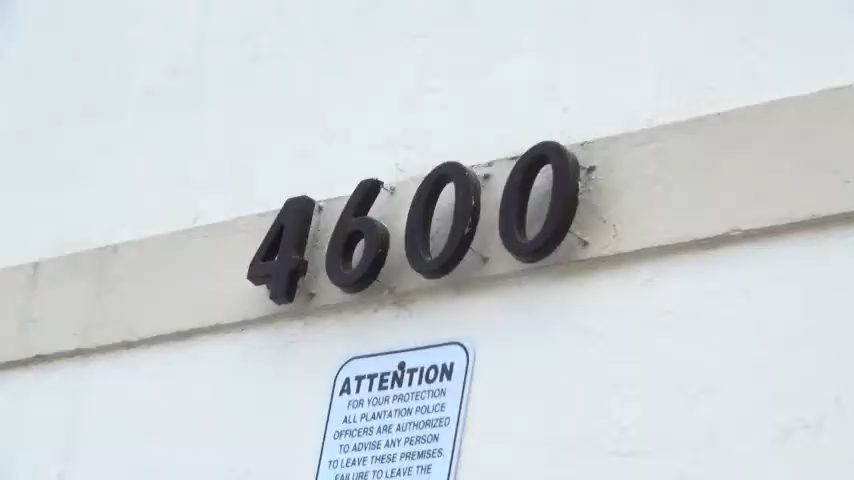 4600
ATTENTION
FOR YOUR PROTECTION
ALL PLANTATION POLICE
OFFICERS ARE AUTHORIZED
TO ADVISE ANY PERSON
TO LEAVE THESE PREMISES.
FAILURE TO LEAVE THE